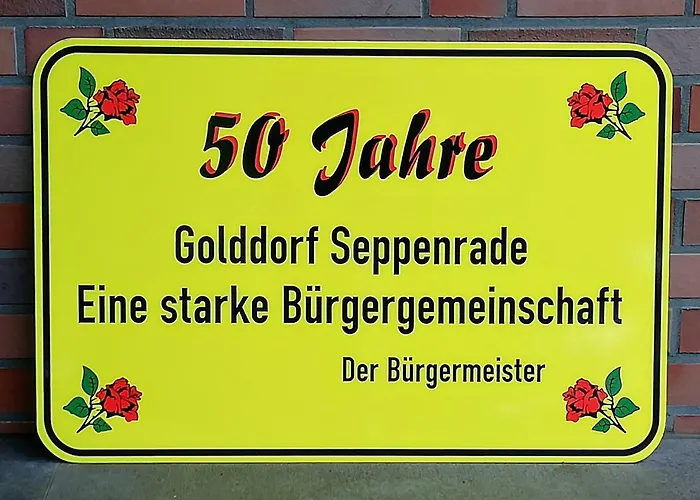 50 Jahre
Golddorf Seppenrade
Eine starke Bürgergemeinschaft
Der Bürgermeister